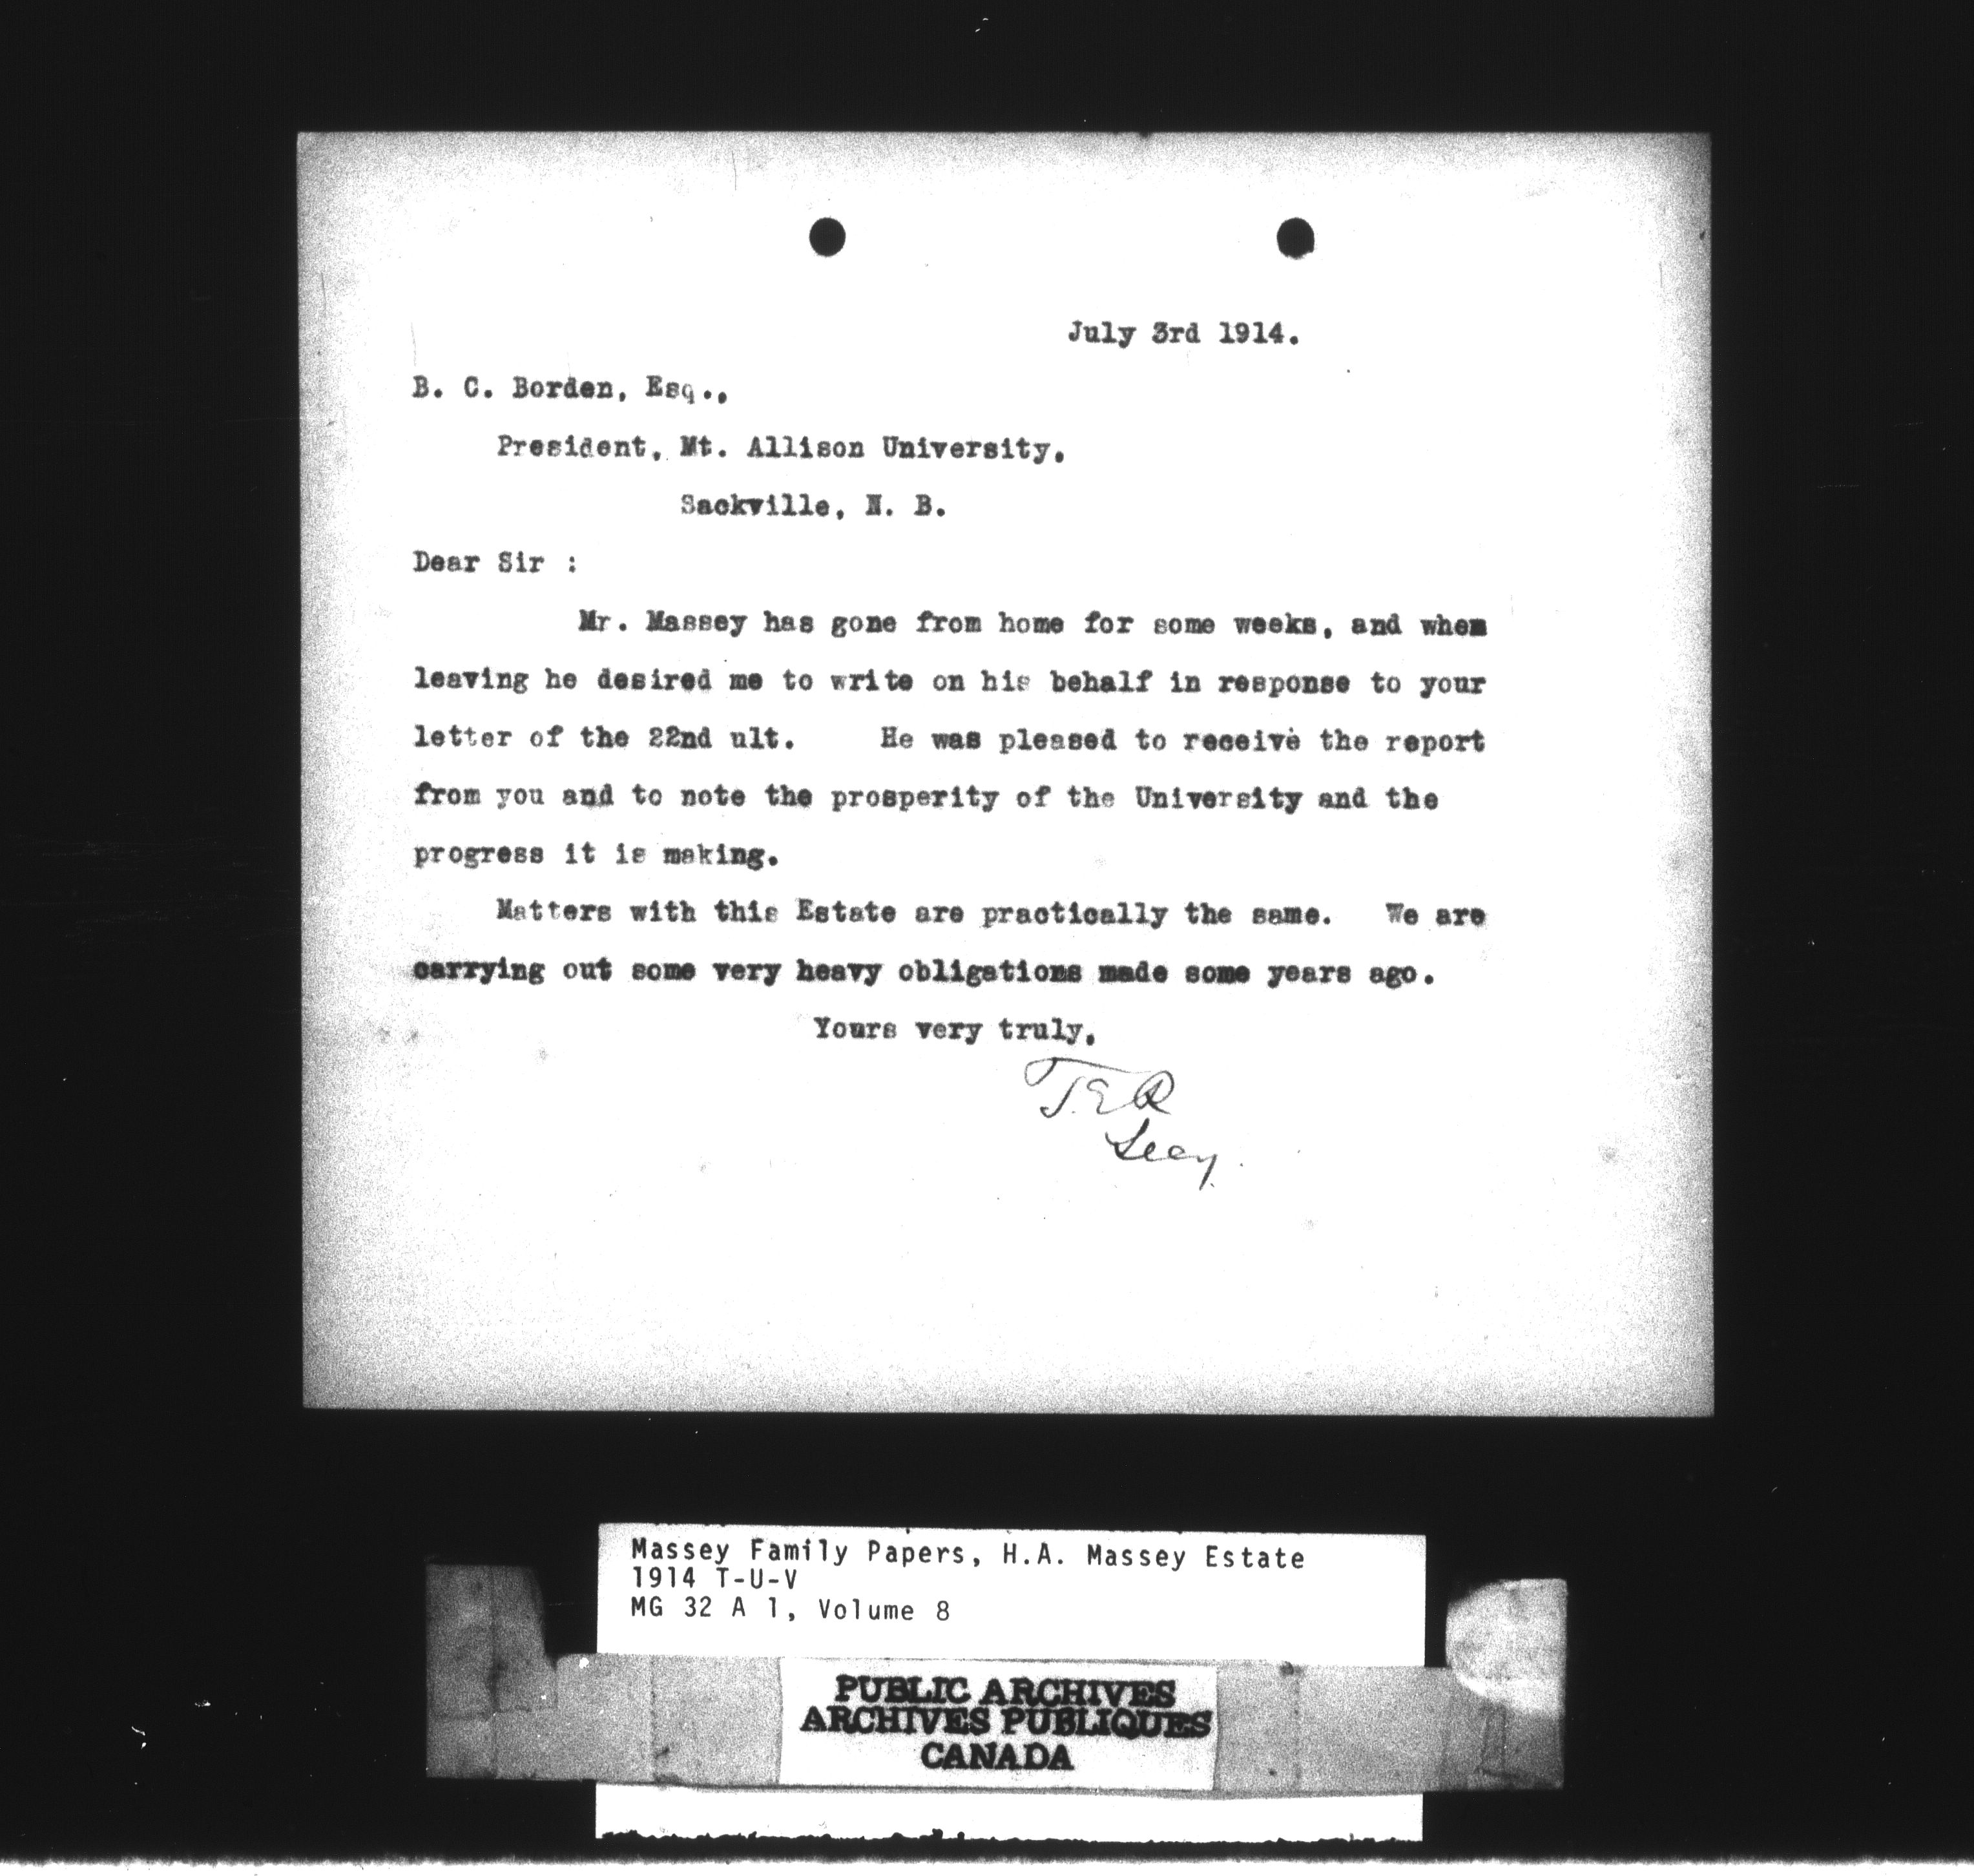 July 3rd 1914.
B. C. Borden, Esq.,
President, Mt. Allison University,
Sackville, N. B.
Dear Sir :
Mr. Massey has gone from home for some weeks, and when
leaving he desired me to write on his behalf in response to your
letter of the 22nd ult. He was pleased to receive the report
from you and to note the prosperity of the University and the
progress it is making.
Matters with this Estate are practically the same. We are
carrying out some very heavy obligations made some years ago.
Yours very truly,
T.E.R
Secy.
Massey Family Papers, H.A. Massey Estate
1914 T-U-V
MG 32 A 1, Volume 8
PUBLIC ARCHIVES
ARCHIVES PUBLIQUES
CANADA